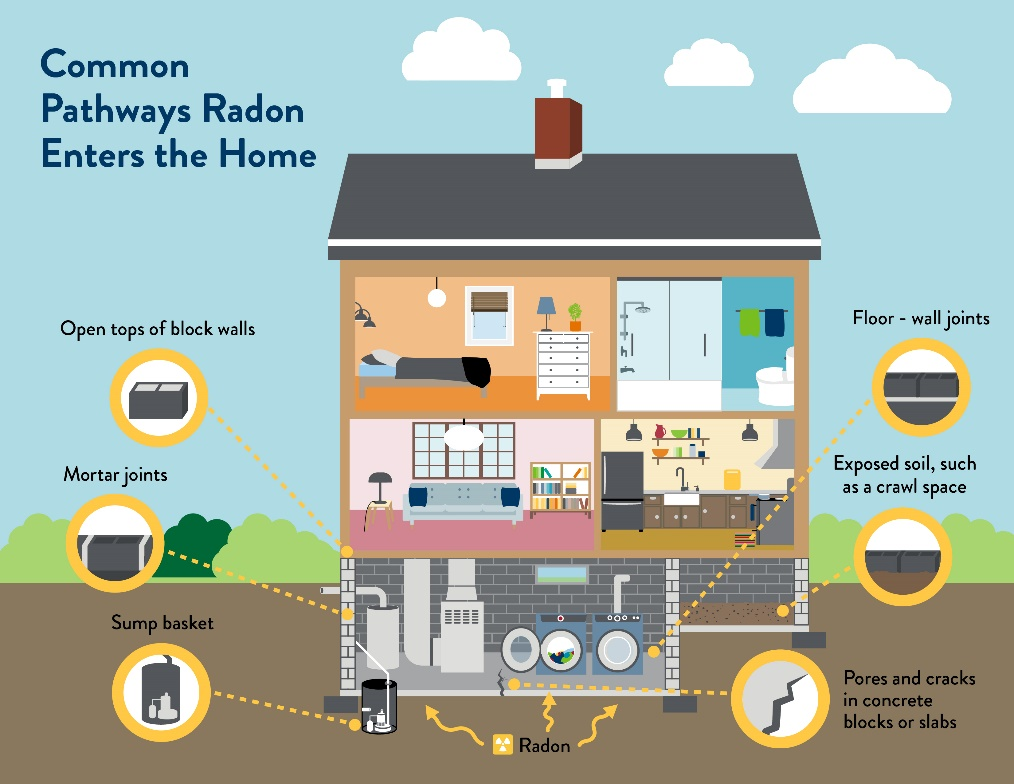 Common
Pathways Radon
Enters the Home
Open tops of block walls
Mortar joints
Sump basket
Floor - wall joints
Exposed soil, such
as a crawl space
Pores and cracks
in concrete
blocks or slabs
Radon